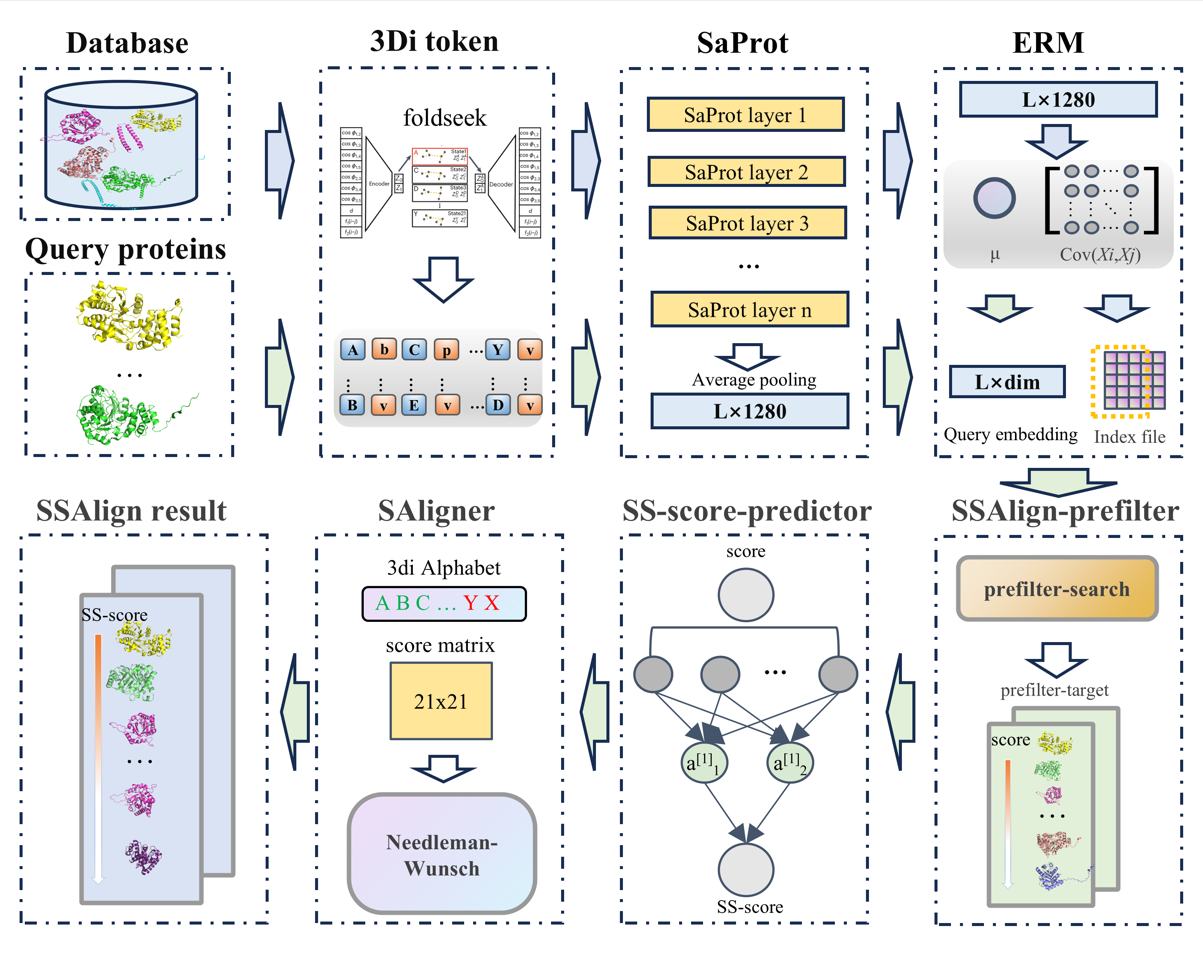 Database
3Di token
SaProt
ERM
foldseek
Encoder
Decoder
A
State1
C
State2
D
State3
Y
State21
SaProt layer 1
SaProt layer 2
SaProt layer 3
...
SaProt layer n
Average pooling
L×1280
L×1280
μ
Cov(Xi,Xj)
L×dim
Query embedding
Index file
Query proteins
...
A b C p ... Y v
B v E v ... D v
SSAlign result
SAligner
SS-score-predictor
SSAlign-prefilter
SS-score
...
3di Alphabet
A B C ... Y X
score matrix
21x21
Needleman-
Wunsch
score
...
a[1]1
a[1]2
SS-score
prefilter-search
prefilter-target
score
...